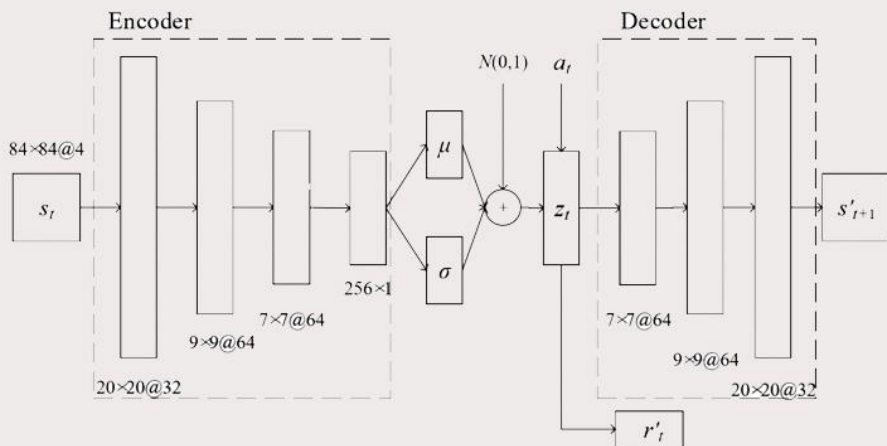 Encoder
Decoder
N(0,1)
a_t
84×84@4
s_t
μ
σ
+
z_t
s'_{t+1}
256×1
7×7@64
9×9@64
20×20@32
7×7@64
9×9@64
20×20@32
r'_t